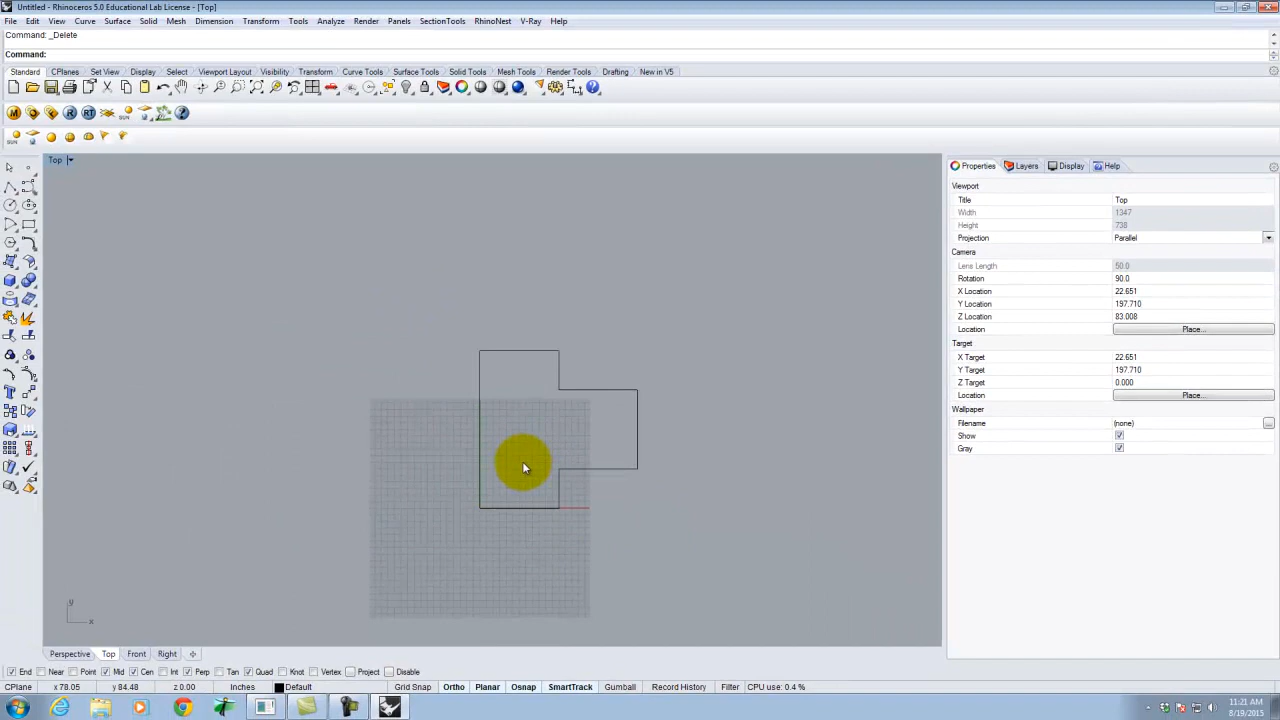 Untitled - Rhinoceros 5.0 Educational Lab License - [Top]
File Edit View Curve Surface Solid Mesh Dimension Transform Tools Analyze Render Panels SectionTools RhinoNest V-Ray Help
Command: _Delete
Command:
Standard CPlanes Set View Display Select Viewport Layout Visibility Transform Curve Tools Surface Tools Solid Tools Mesh Tools Render Tools Drafting New in V5
Top
Properties Layers Display Help
Viewport
Title Top
Width 1347
Height 738
Projection Parallel
Camera
Lens Length 50.0
Rotation 90.0
X Location 22.651
Y Location 197.710
Z Location 83.008
Location Place...
Target
X Target 22.651
Y Target 197.710
Z Target 0.000
Location Place...
Wallpaper
Filename (none)
Show
Gray
y
x
Perspective Top Front Right
End Near Point Mid Cen Int Perp Tan Quad Knot Vertex Project Disable
CPlane x 78.05 y 84.48 z 0.00 Inches Default Grid Snap Ortho Planar Osnap SmartTrack Gumball Record History Filter CPU use: 0.4 %
11:21 AM
8/19/2015